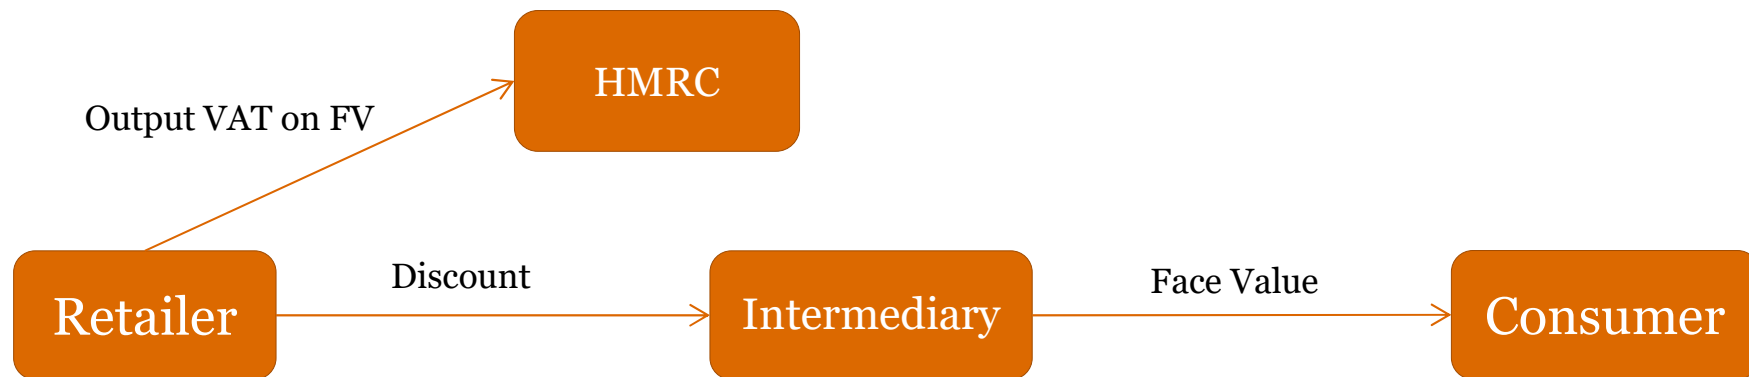 HMRC
Output VAT on FV
Discount
Face Value
Retailer
Intermediary
Consumer